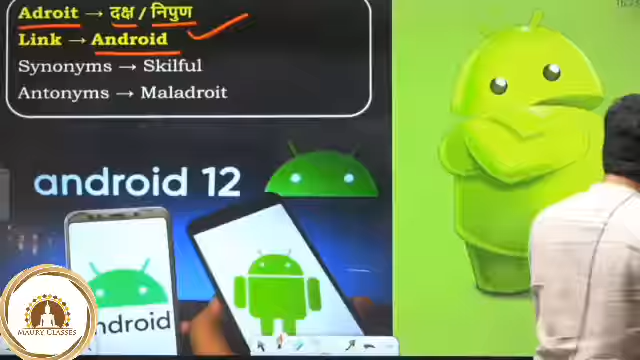 Adroit → दक्ष / निपुण
Link → Android
Synonyms → Skilful
Antonyms → Maladroit
android 12
android
MAURY CLASSES